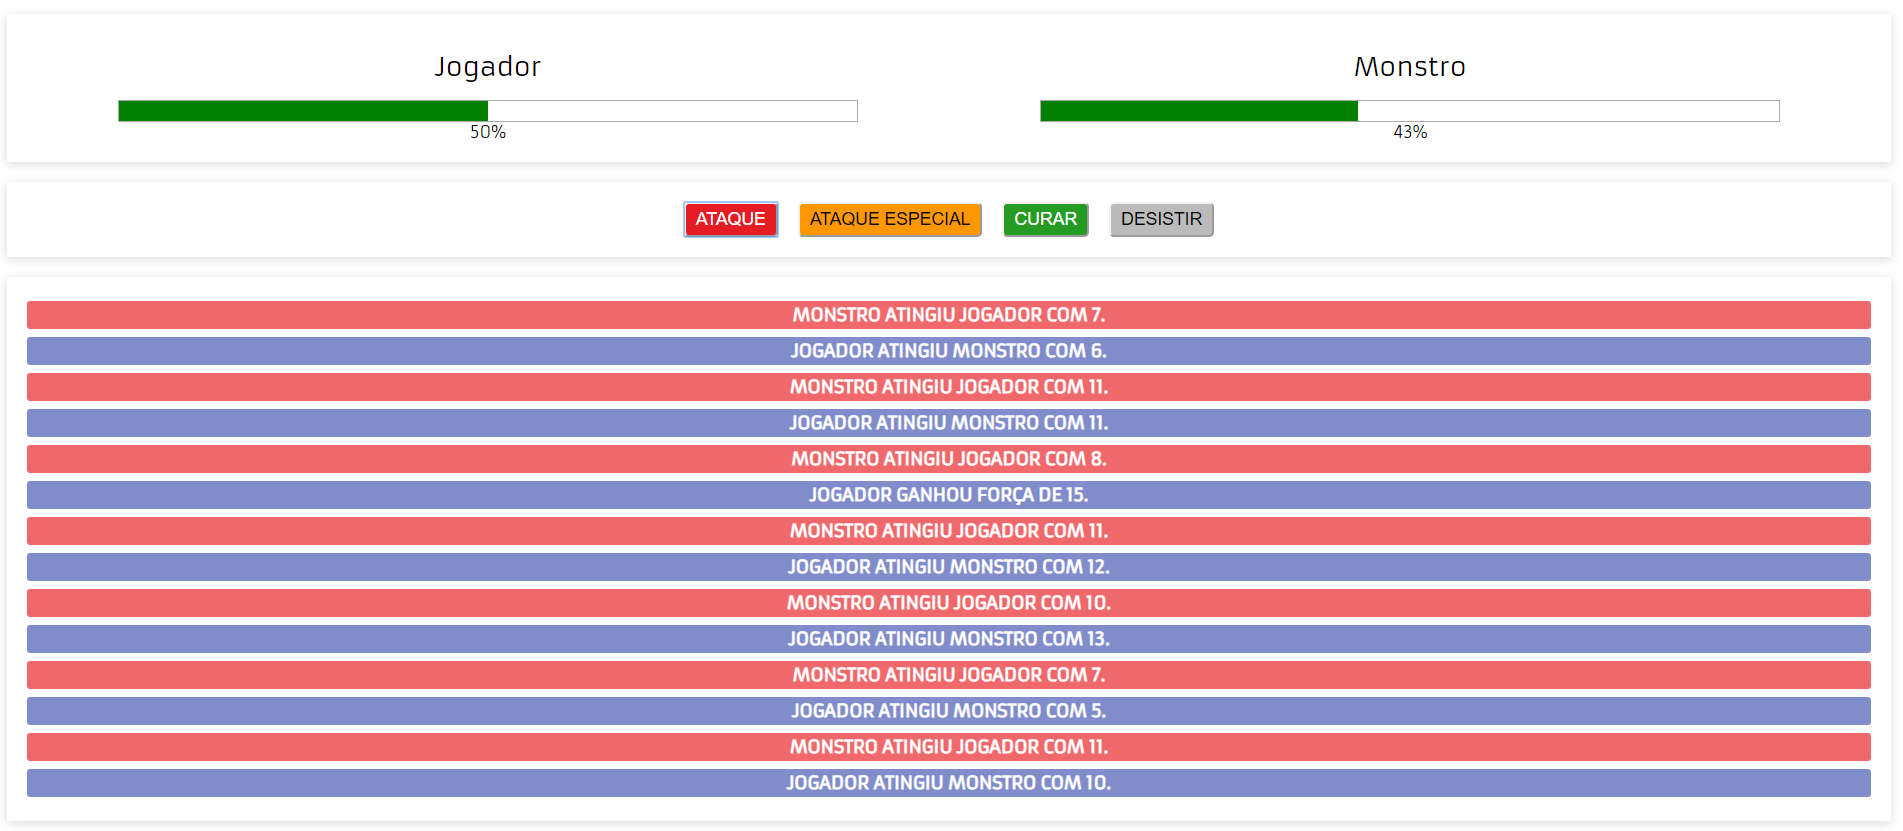 Jogador
50%
Monstro
43%
ATAQUE ATAQUE ESPECIAL CURAR DESISTIR
MONSTRO ATINGIU JOGADOR COM 7.
JOGADOR ATINGIU MONSTRO COM 6.
MONSTRO ATINGIU JOGADOR COM 11.
JOGADOR ATINGIU MONSTRO COM 11.
MONSTRO ATINGIU JOGADOR COM 8.
JOGADOR GANHOU FORÇA DE 15.
MONSTRO ATINGIU JOGADOR COM 11.
JOGADOR ATINGIU MONSTRO COM 12.
MONSTRO ATINGIU JOGADOR COM 10.
JOGADOR ATINGIU MONSTRO COM 13.
MONSTRO ATINGIU JOGADOR COM 7.
JOGADOR ATINGIU MONSTRO COM 5.
MONSTRO ATINGIU JOGADOR COM 11.
JOGADOR ATINGIU MONSTRO COM 10.